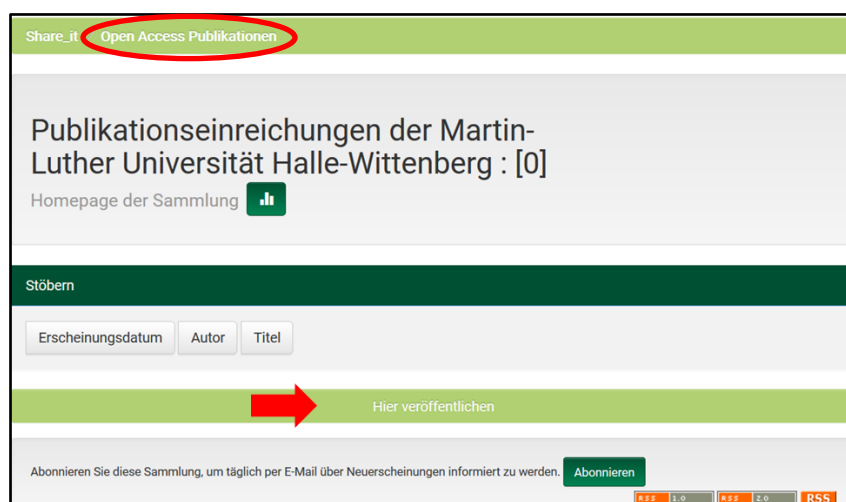 Share_it Open Access Publikationen
Publikationseinreichungen der Martin-
Luther Universität Halle-Wittenberg : [0]
Homepage der Sammlung
Stöbern
Erscheinungsdatum Autor Titel
Hier veröffentlichen
Abonnieren Sie diese Sammlung, um täglich per E-Mail über Neuerscheinungen informiert zu werden. Abonnieren
RSS 1.0 RSS 2.0 RSS